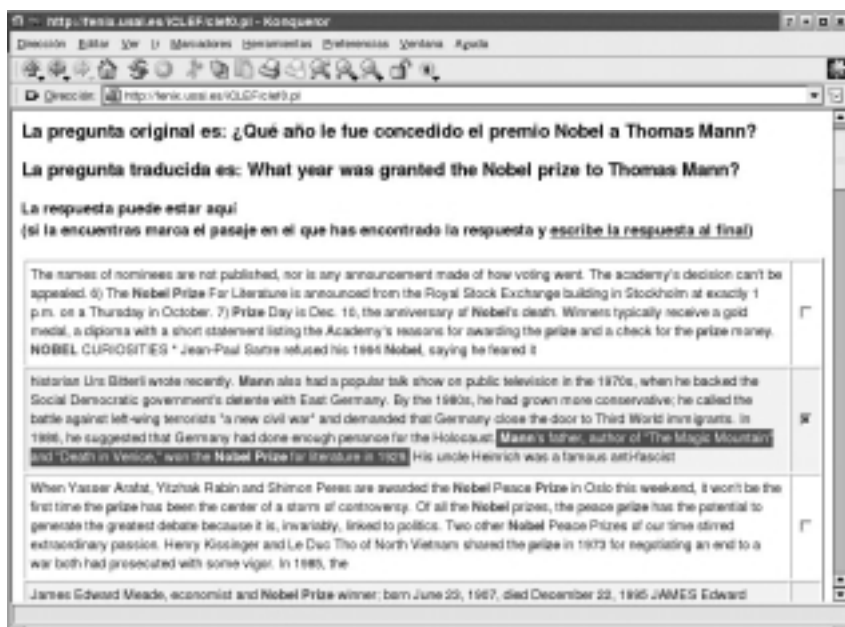 http://fenix.usal.es/CLEF/clef0.pl - Konqueror
Dirección Editar Ver Ir Marcadores Herramientas Preferencias Ventana Ayuda
Dirección: http://fenix.usal.es/CLEF/clef0.pl
La pregunta original es: ¿Qué año le fue concedido el premio Nobel a Thomas Mann?
La pregunta traducida es: What year was granted the Nobel prize to Thomas Mann?
La respuesta puede estar aquí
(si la encuentras marca el pasaje en el que has encontrado la respuesta y escribe la respuesta al final)
The names of nominees are not published, nor is any announcement made of how voting went. The academy's decision can't be
appealed. 6) The Nobel Prize For Literature is announced from the Royal Stock Exchange building in Stockholm at exactly 1
p.m. on a Thursday in October. 7) Prize Day is Dec. 10, the anniversary of Nobel's death. Winners typically receive a gold
medal, a diploma with a short statement listing the Academy's reasons for awarding the prize and a check for the prize money.
NOBEL CURIOSITIES * Jean-Paul Sartre refused his 1964 Nobel, saying he feared it
historian Urs Bitterli wrote recently. Mann also had a popular talk show on public television in the 1970s, when he backed the
Social Democratic government's detente with East Germany. By the 1980s, he had grown more conservative; he called the
battle against left-wing terrorists "a new civil war" and demanded that Germany close the door to Third World immigrants. In
1986, he suggested that Germany had done enough penance for the Holocaust. Mann's father, author of "The Magic Mountain"
and "Death in Venice," won the Nobel Prize for literature in 1929. His uncle Heinrich was a famous anti-fascist
When Yasser Arafat, Yitzhak Rabin and Shimon Peres are awarded the Nobel Peace Prize in Oslo this weekend, it won't be the
first time the prize has been the center of a storm of controversy. Of all the Nobel prizes, the peace prize has the potential to
generate the greatest debate because it is, invariably, linked to politics. Two other Nobel Peace Prizes of our time stirred
extraordinary passion. Henry Kissinger and Le Duc Tho of North Vietnam shared the prize in 1973 for negotiating an end to a
war both had prosecuted with some vigor. In 1985, the
James Edward Meade, economist and Nobel Prize winner; born June 23, 1907, died December 22, 1995 JAMES Edward